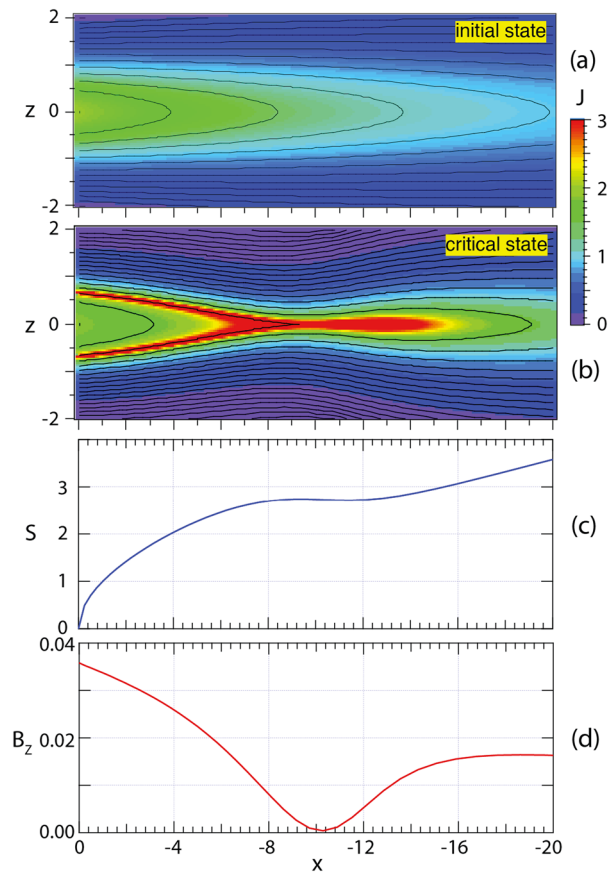 2
initial state
(a)
z 0
J
3
-2
2
2
critical state
1
z 0
0
(b)
-2
3
(c)
S 2
1
0
0.04
(d)
B_z 0.02
0.00
0 -4 -8 -12 -16 -20
x